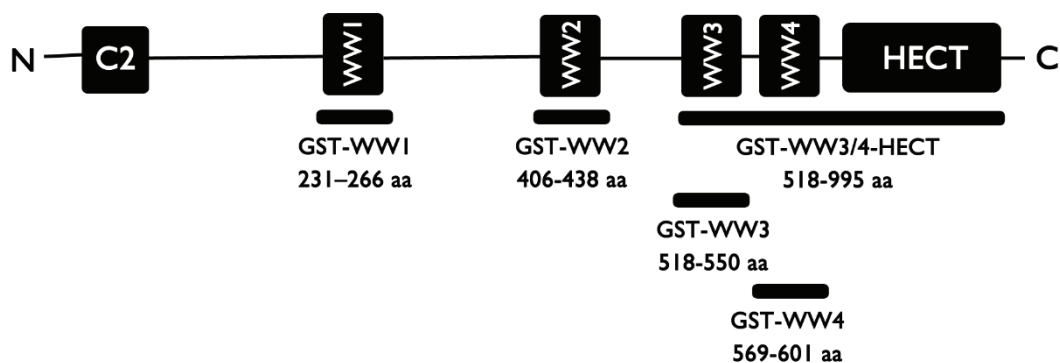 N C2 WW1 WW2 WW3 WW4 HECT C
GST-WW1 GST-WW2 GST-WW3/4-HECT
231–266 aa 406-438 aa 518-995 aa
GST-WW3
518-550 aa
GST-WW4
569-601 aa